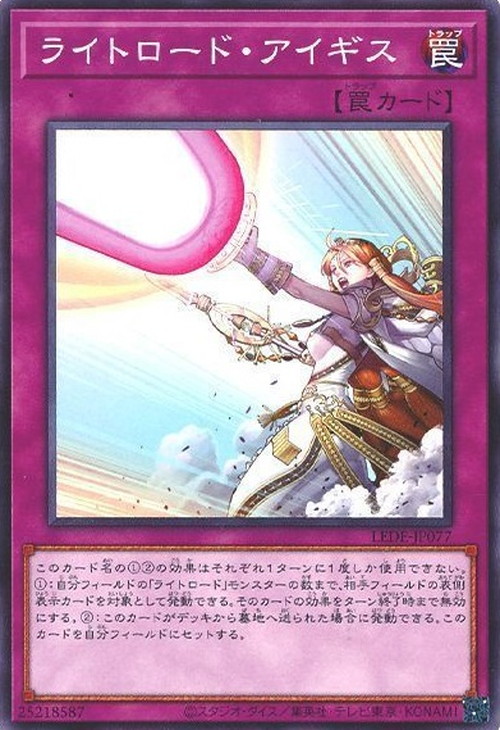 ライトロード・アイギス
トラップ
罠
トラップ
【罠カード】
LEDE-JP077
このカード名の①②の効果はそれぞれ1ターンに1度しか使用できない。
①:自分フィールドの「ライトロード」モンスターの数まで、相手フィールドの表側
表示カードを対象として発動できる。そのカードの効果をターン終了時まで無効
にする。②:このカードがデッキから墓地へ送られた場合に発動できる。この
カードを自分フィールドにセットする。
25218587
©スタジオ・ダイス/集英社・テレビ東京・KONAMI